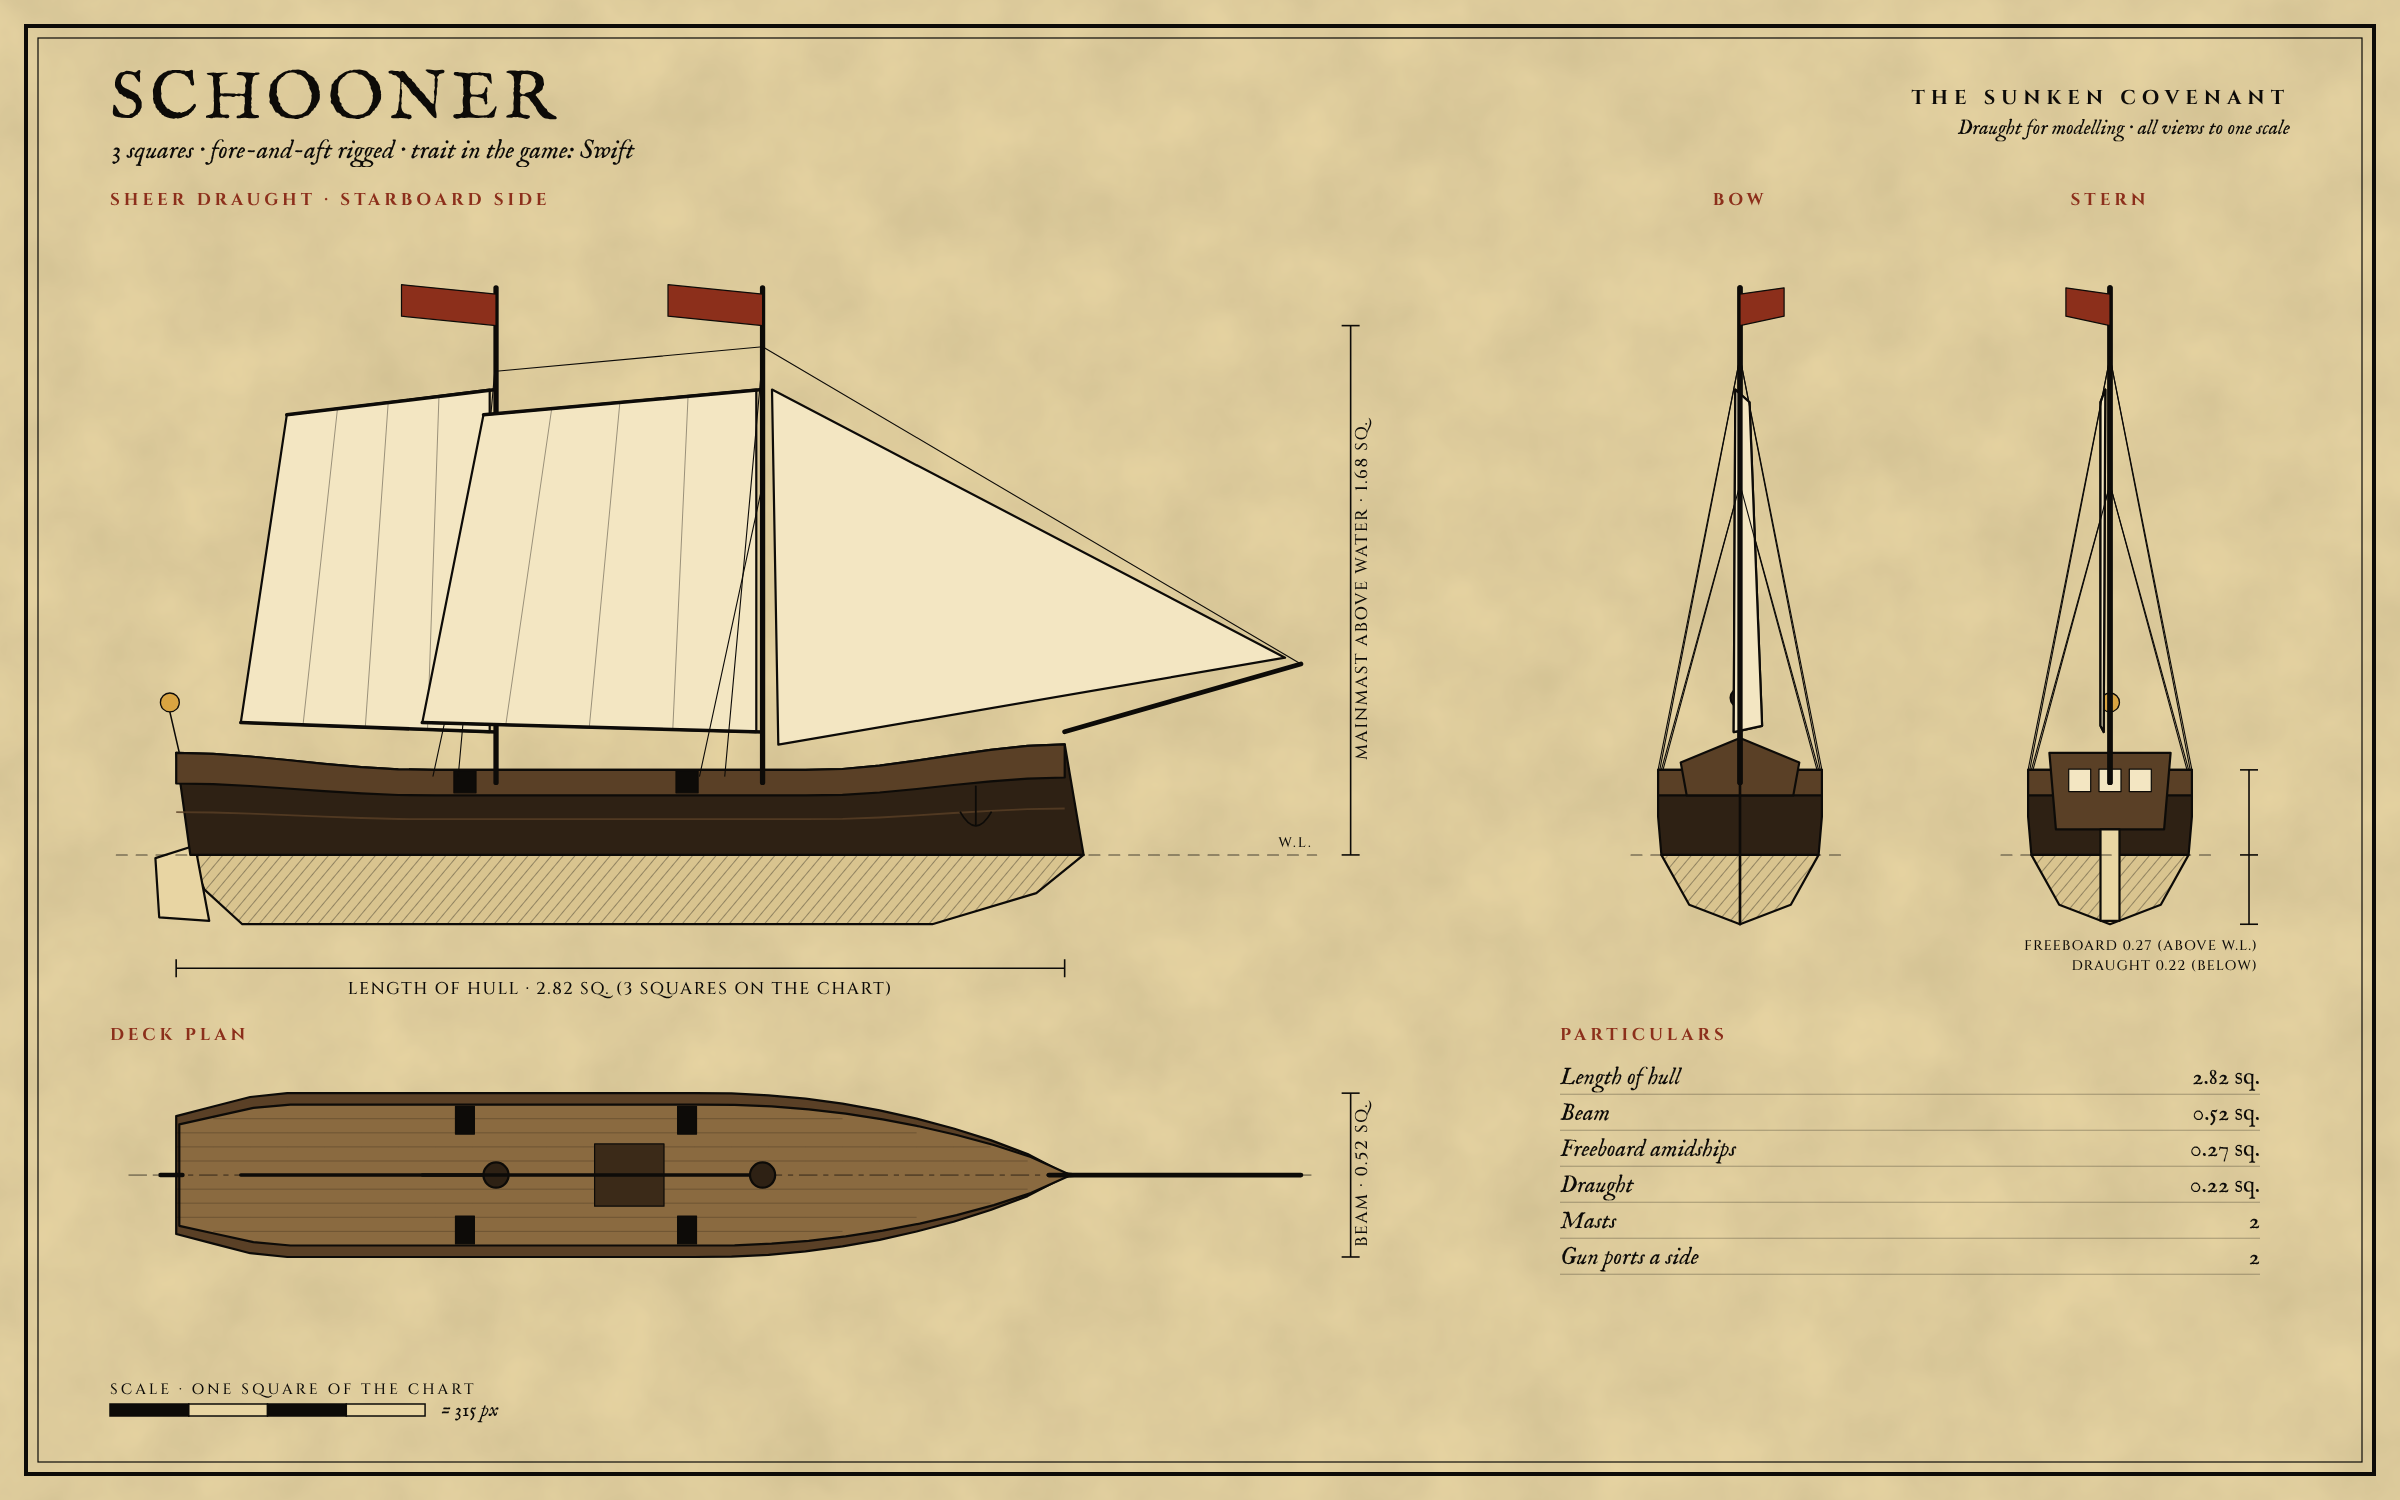 SCHOONER
3 squares · fore-and-aft rigged · trait in the game: Swift
THE SUNKEN COVENANT
Draught for modelling · all views to one scale
SHEER DRAUGHT · STARBOARD SIDE
BOW
STERN
MAINMAST ABOVE WATER · 1.68 SQ.
W.L.
FREEBOARD 0.27 (ABOVE W.L.)
DRAUGHT 0.22 (BELOW)
LENGTH OF HULL · 2.82 SQ. (3 SQUARES ON THE CHART)
DECK PLAN
BEAM · 0.52 SQ.
PARTICULARS
Length of hull 2.82 sq.
Beam 0.52 sq.
Freeboard amidships 0.27 sq.
Draught 0.22 sq.
Masts 2
Gun ports a side 2
SCALE · ONE SQUARE OF THE CHART
= 315 px